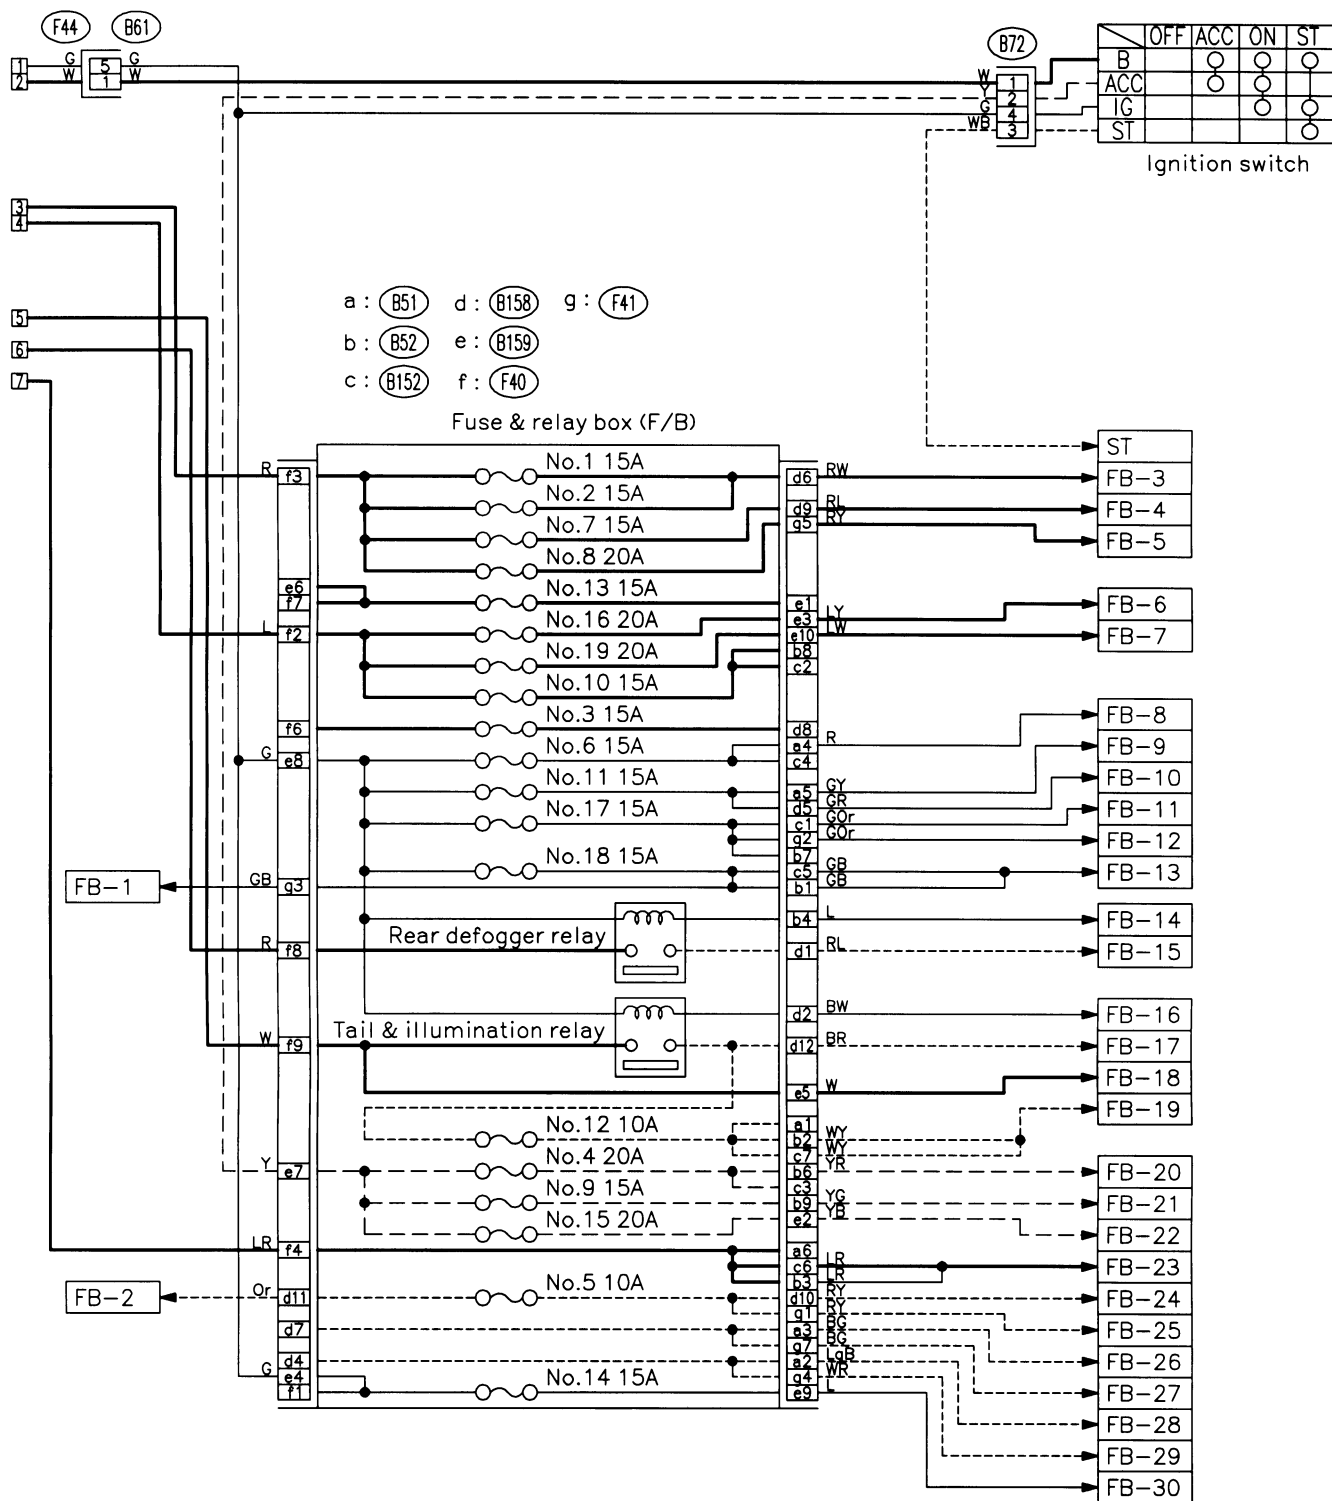 F44 B61
B72
OFF ACC ON ST
B
ACC
IG
ST
Ignition switch
1 G 5 G
2 W 1 W
W 1
Y 2
G 4
WB 3
3
4
5
6
7
a : B51 d : B158 g : F41
b : B52 e : B159
c : B152 f : F40
Fuse & relay box (F/B)
ST
R f3 No.1 15A d6 RW FB-3
No.2 15A
d9 RL FB-4
No.7 15A
g5 RY FB-5
No.8 20A
e6
f7 No.13 15A e1
e3 LY FB-6
L f2 No.16 20A e10 LW FB-7
No.19 20A b8
c2
No.10 15A
f6 No.3 15A d8
a4 R FB-8
G e8 No.6 15A c4
FB-9
No.11 15A a5 GY FB-10
d5 GR
No.17 15A c1 GOr FB-11
g2 GOr FB-12
b7
No.18 15A c5 GB FB-13
FB-1 GB g3 b1 GB
b4 L FB-14
Rear defogger relay
R f8 d1 RL FB-15
d2 BW FB-16
Tail & illumination relay
W f9 d12 BR FB-17
FB-18
e5 W
FB-19
No.12 10A a1
b2 WY
c7 WY
Y e7 No.4 20A b6 YR FB-20
c3
No.9 15A b9 YG FB-21
e2 YB
No.15 20A FB-22
LR f4 a6
c6 LR FB-23
b3 LR
FB-2 Or d11 No.5 10A d10 RY FB-24
g1 RY
d7 a3 BG FB-25
g7 BG
d4 a2 LgB FB-26
G e4 g4 WR
f1 No.14 15A e9 L FB-27
FB-28
FB-29
FB-30